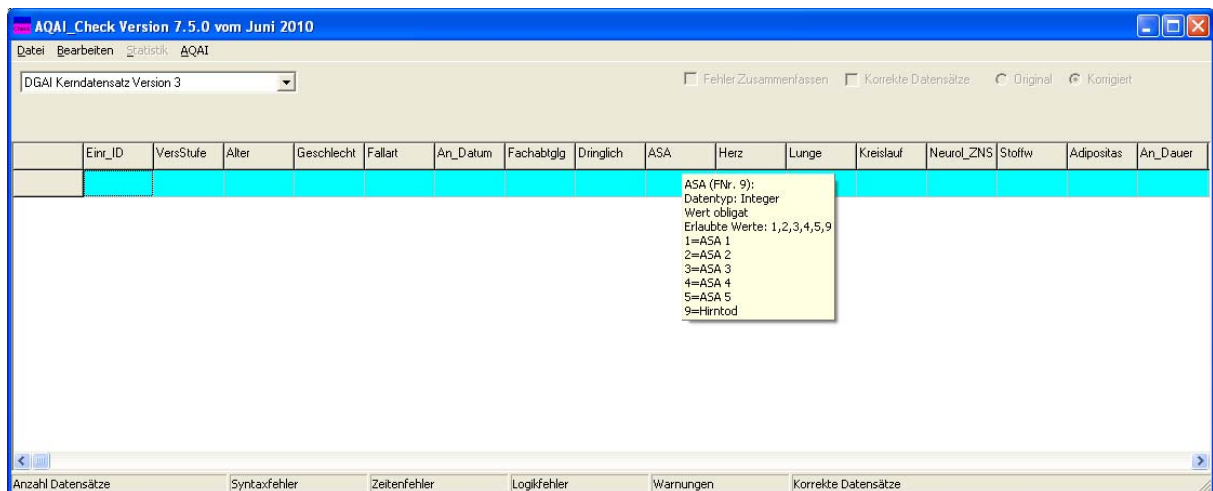 AQAI_Check Version 7.5.0 vom Juni 2010
Datei Bearbeiten Statistik AQAI
DGAI Kerndatensatz Version 3 Fehler Zusammenfassen Korrekte Datensätze Original Korrigiert
Einr_ID VersStufe Alter Geschlecht Fallart An_Datum Fachabtglg Dringlich ASA Herz Lunge Kreislauf Neurol_ZNS Stoffw Adipositas An_Dauer
ASA (FNr. 9):
Datentyp: Integer
Wert obligat
Erlaubte Werte: 1,2,3,4,5,9
1=ASA 1
2=ASA 2
3=ASA 3
4=ASA 4
5=ASA 5
9=Hirntod
Anzahl Datensätze Syntaxfehler Zeitenfehler Logikfehler Warnungen Korrekte Datensätze